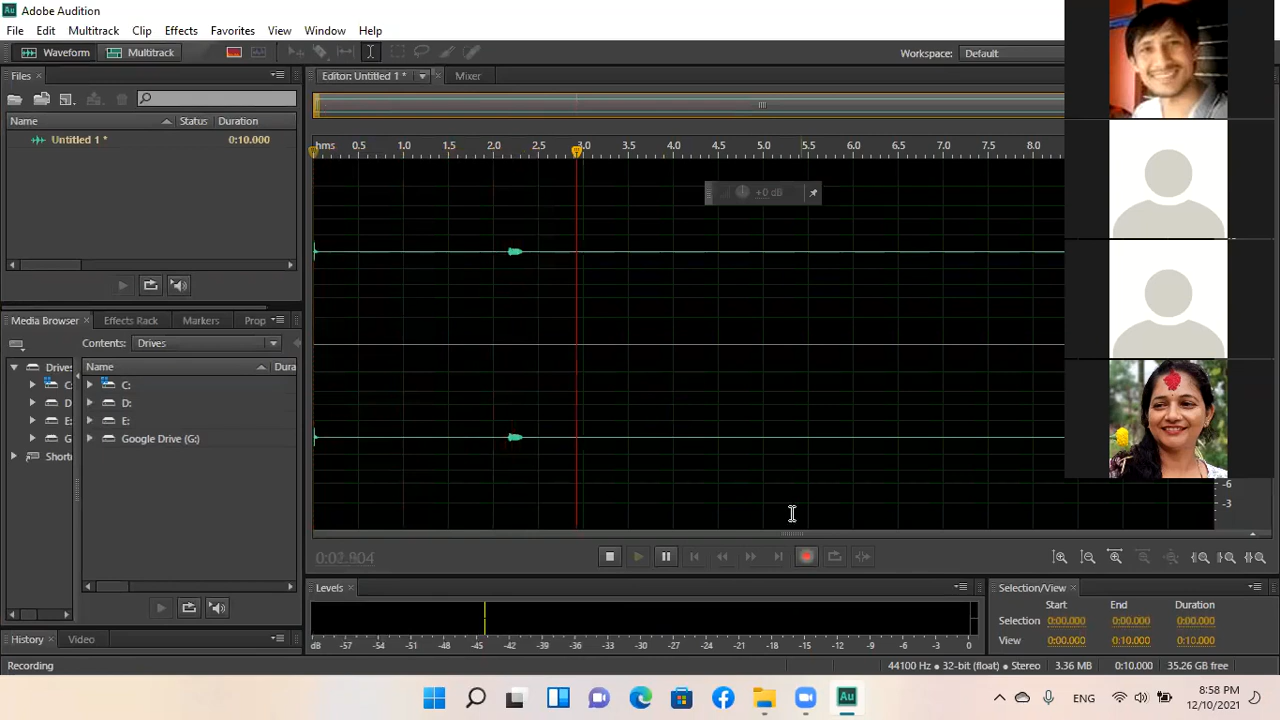 Au Adobe Audition
File Edit Multitrack Clip Effects Favorites View Window Help
Waveform Multitrack Workspace: Default
Files Editor: Untitled 1 * Mixer
Name Status Duration
Untitled 1 * 0:10.000
hms 0.5 1.0 1.5 2.0 2.5 3.0 3.5 4.0 4.5 5.0 5.5 6.0 6.5 7.0 7.5 8.0
+0 dB
Media Browser Effects Rack Markers Prop
Contents: Drives
Name Dura
Drives
C: C:
D D:
E: E:
G Google Drive (G:)
Short
-6
-3
0:02.904
Levels
dB -57 -54 -51 -48 -45 -42 -39 -36 -33 -30 -27 -24 -21 -18 -15 -12 -9 -6 -3 0
Selection/View
Start End Duration
Selection 0:00.000 0:00.000 0:00.000
View 0:00.000 0:10.000 0:10.000
History Video
Recording 44100 Hz • 32-bit (float) • Stereo 3.36 MB 0:10.000 35.26 GB free
Au ENG 8:58 PM
12/10/2021